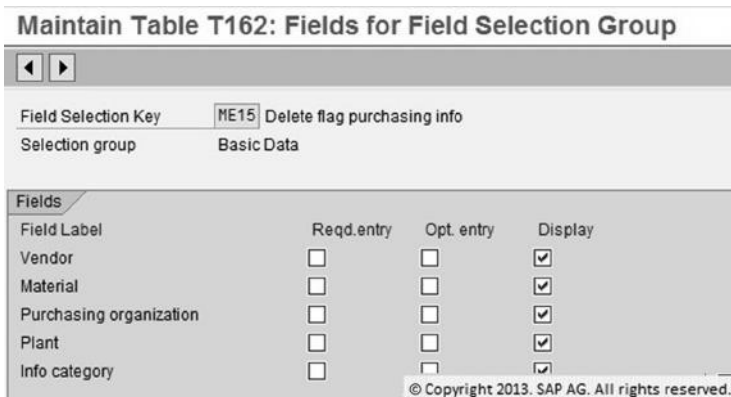 Maintain Table T162: Fields for Field Selection Group
Field Selection Key ME15 Delete flag purchasing info
Selection group Basic Data
Fields
Field Label Reqd.entry Opt. entry Display
Vendor
Material
Purchasing organization
Plant
Info category
© Copyright 2013. SAP AG. All rights reserved.